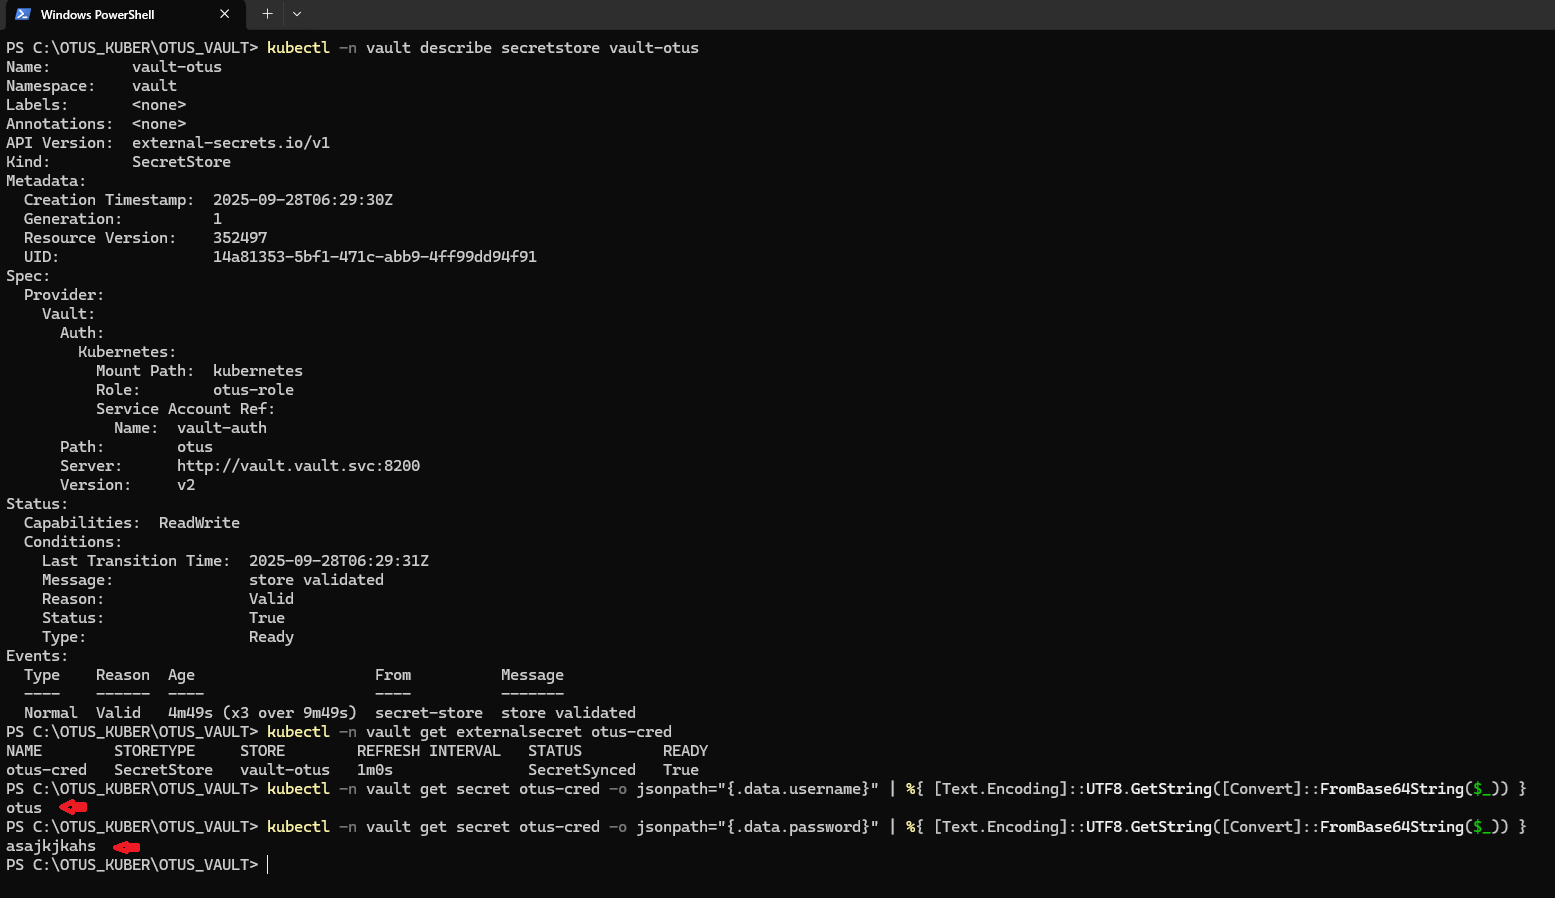 Windows PowerShell
PS C:\OTUS_KUBER\OTUS_VAULT> kubectl -n vault describe secretstore vault-otus
Name:         vault-otus
Namespace:    vault
Labels:       <none>
Annotations:  <none>
API Version:  external-secrets.io/v1
Kind:         SecretStore
Metadata:
  Creation Timestamp:  2025-09-28T06:29:30Z
  Generation:          1
  Resource Version:    352497
  UID:                 14a81353-5bf1-471c-abb9-4ff99dd94f91
Spec:
  Provider:
    Vault:
      Auth:
        Kubernetes:
          Mount Path:  kubernetes
          Role:        otus-role
          Service Account Ref:
            Name:  vault-auth
      Path:        otus
      Server:      http://vault.vault.svc:8200
      Version:     v2
Status:
  Capabilities:  ReadWrite
  Conditions:
    Last Transition Time:  2025-09-28T06:29:31Z
    Message:               store validated
    Reason:                Valid
    Status:                True
    Type:                  Ready
Events:
  Type    Reason  Age                    From          Message
  ----    ------  ----                   ----          -------
  Normal  Valid   4m49s (x3 over 9m49s)  secret-store  store validated
PS C:\OTUS_KUBER\OTUS_VAULT> kubectl -n vault get externalsecret otus-cred
NAME        STORETYPE     STORE        REFRESH INTERVAL   STATUS         READY
otus-cred   SecretStore   vault-otus   1m0s               SecretSynced   True
PS C:\OTUS_KUBER\OTUS_VAULT> kubectl -n vault get secret otus-cred -o jsonpath="{.data.username}" | %{ [Text.Encoding]::UTF8.GetString([Convert]::FromBase64String($_)) }
otus
PS C:\OTUS_KUBER\OTUS_VAULT> kubectl -n vault get secret otus-cred -o jsonpath="{.data.password}" | %{ [Text.Encoding]::UTF8.GetString([Convert]::FromBase64String($_)) }
asajkjkahs
PS C:\OTUS_KUBER\OTUS_VAULT>